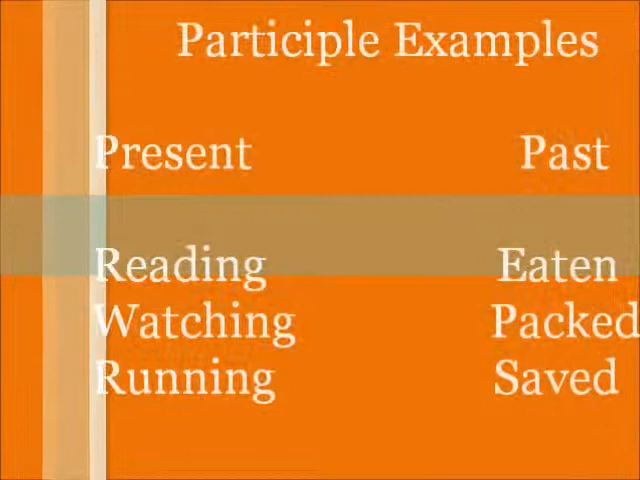 Participle Examples
Present Past
Reading Eaten
Watching Packed
Running Saved